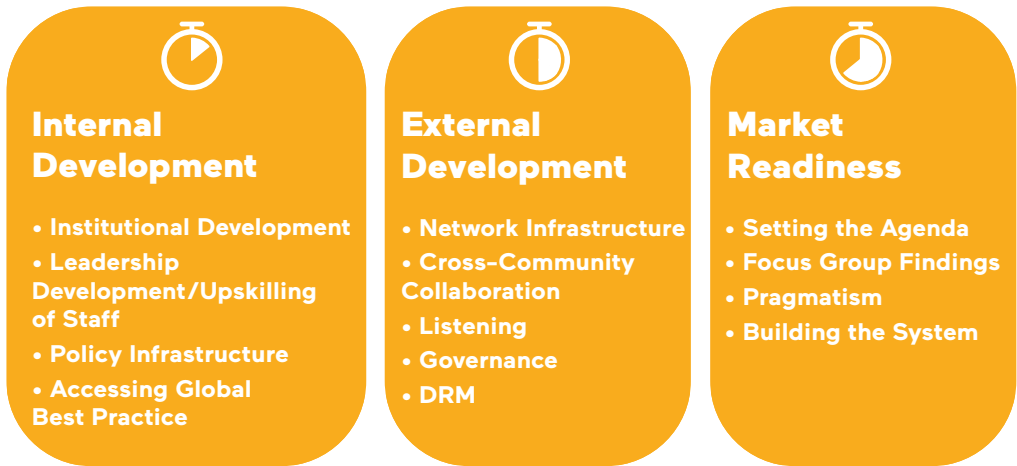 Internal
Development
• Institutional Development
• Leadership
Development/Upskilling
of Staff
• Policy Infrastructure
• Accessing Global
Best Practice
External
Development
• Network Infrastructure
• Cross-Community
Collaboration
• Listening
• Governance
• DRM
Market
Readiness
• Setting the Agenda
• Focus Group Findings
• Pragmatism
• Building the System